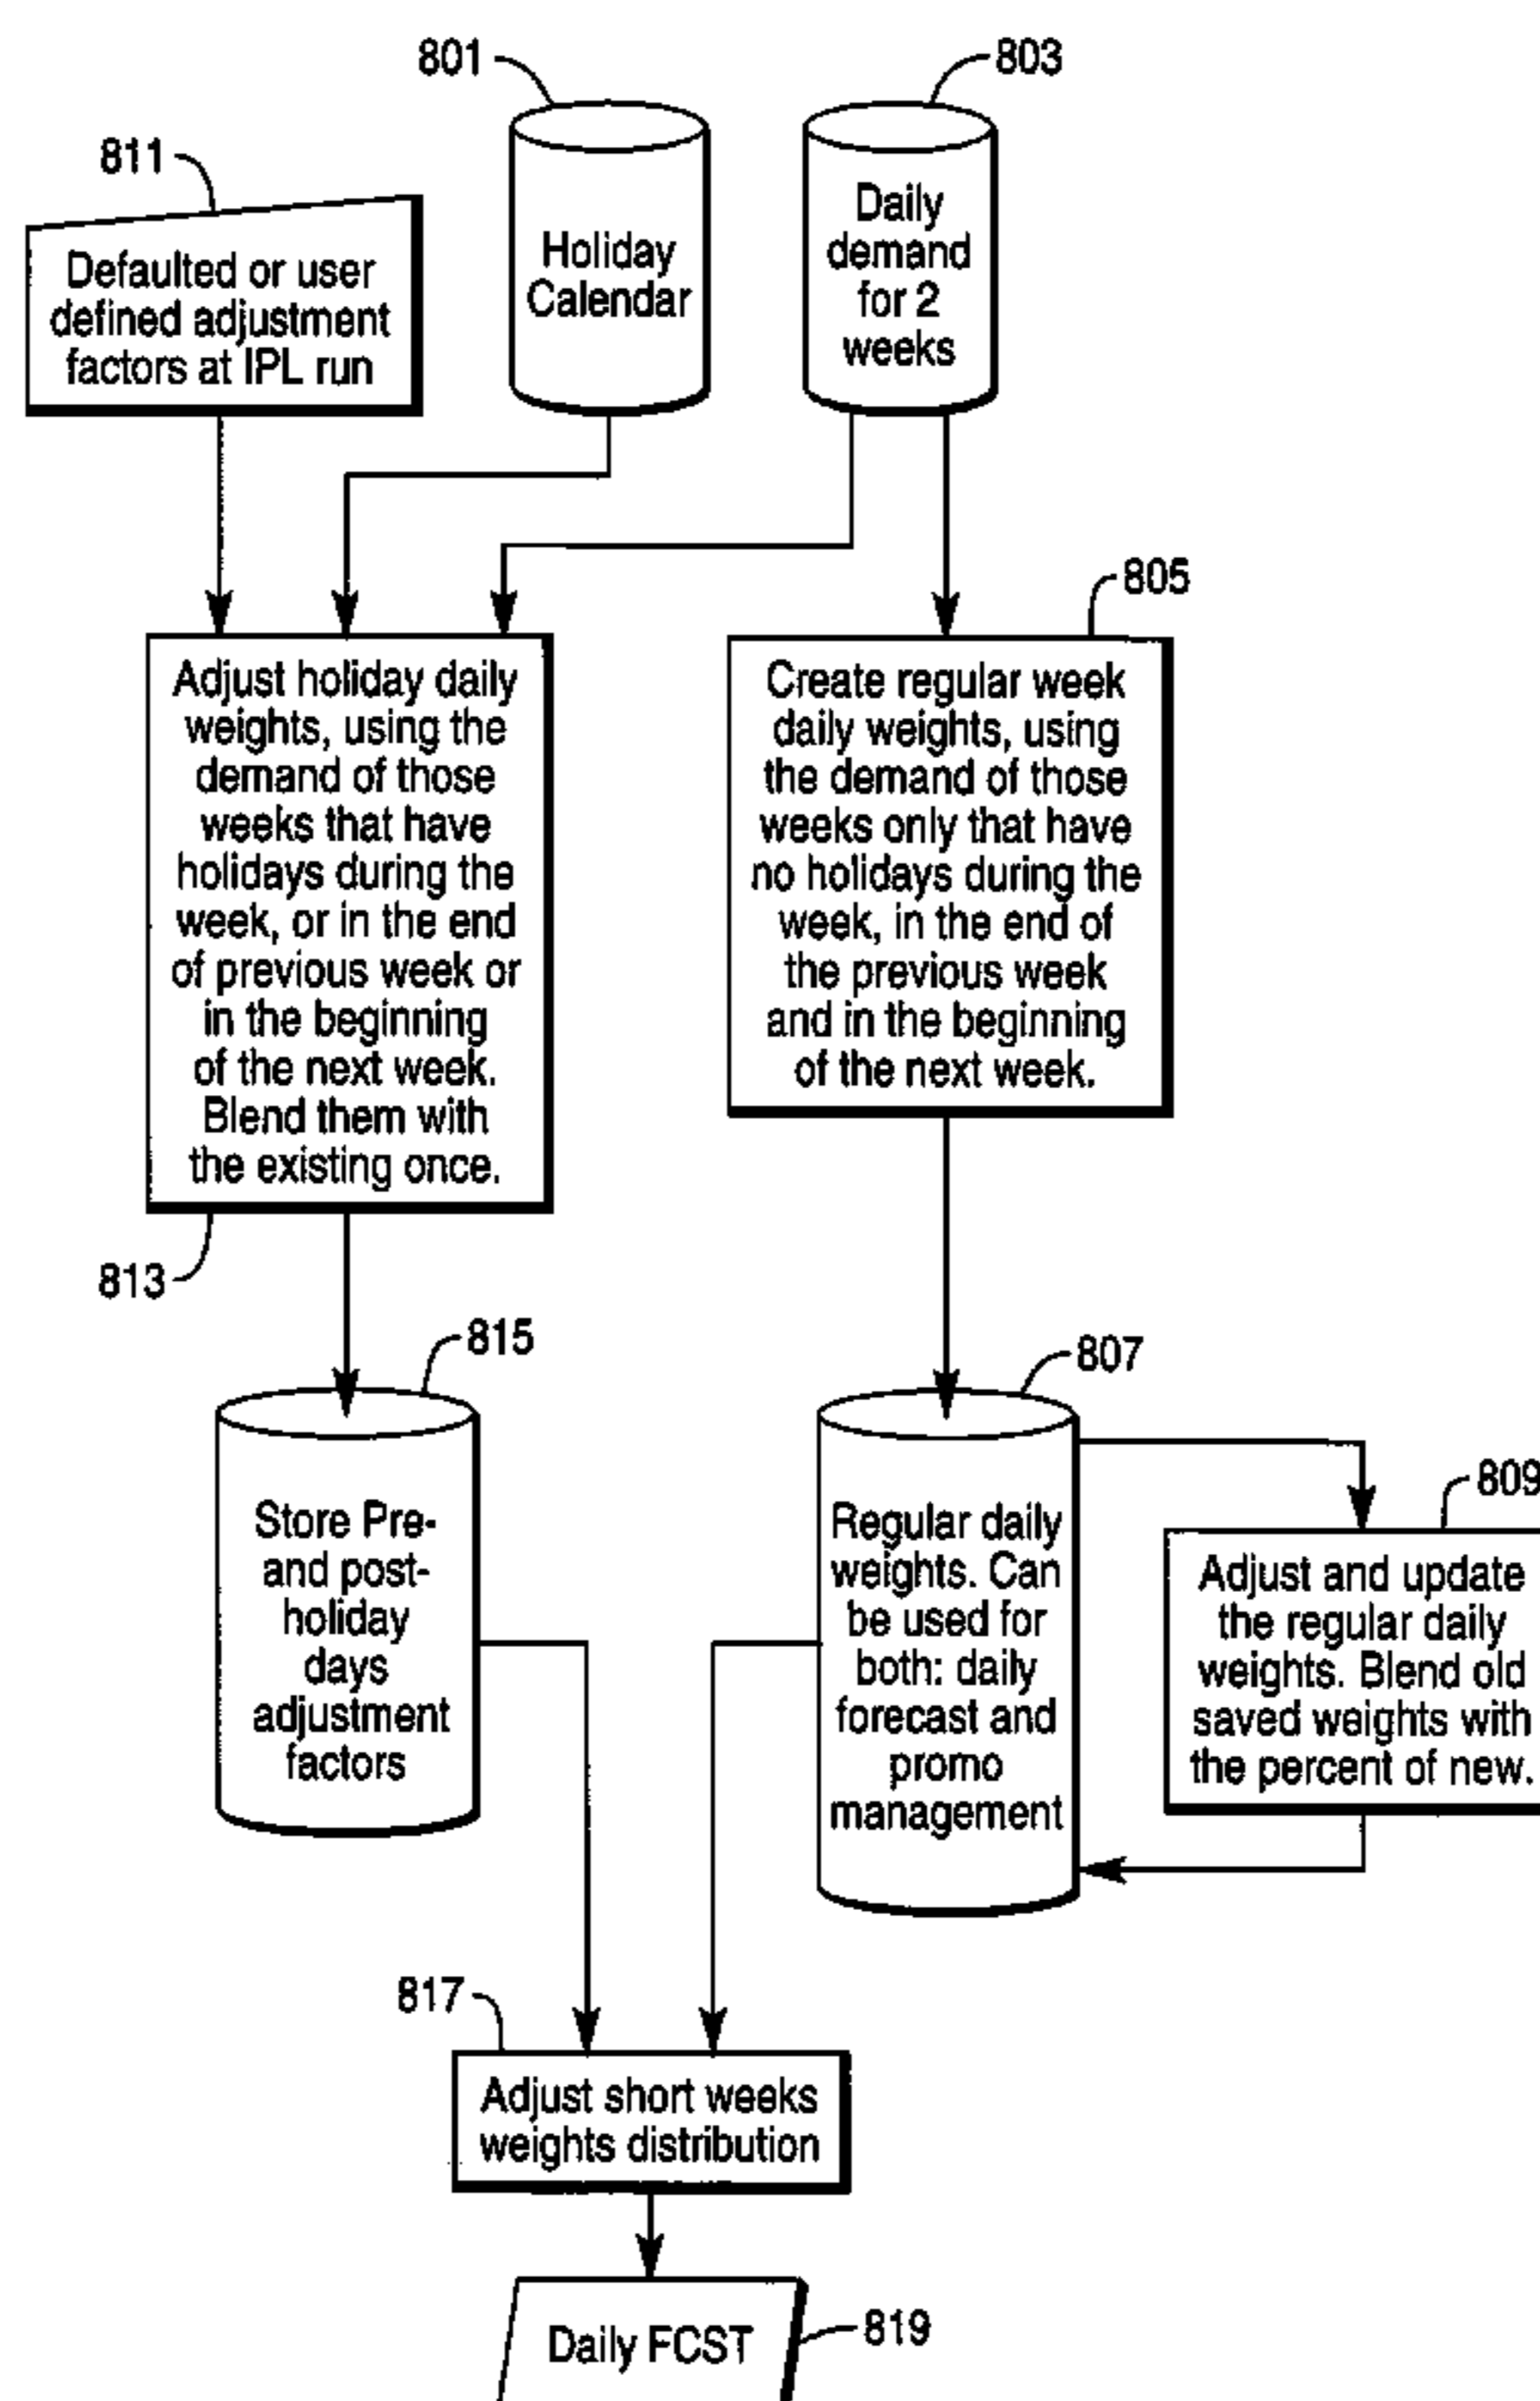 801
803
811
Defaulted or user
defined adjustment
factors at IPL run
Holiday
Calendar
Daily
demand
for 2
weeks
805
Adjust holiday daily
weights, using the
demand of those
weeks that have
holidays during the
week, or in the end
of previous week or
in the beginning
of the next week.
Blend them with
the existing once.
Create regular week
daily weights, using
the demand of those
weeks only that have
no holidays during the
week, in the end of
the previous week
and in the beginning
of the next week.
813
815
807
Store Pre-
and post-
holiday
days
adjustment
factors
Regular daily
weights. Can
be used for
both: daily
forecast and
promo
management
809
Adjust and update
the regular daily
weights. Blend old
saved weights with
the percent of new.
817
Adjust short weeks
weights distribution
Daily FCST
819